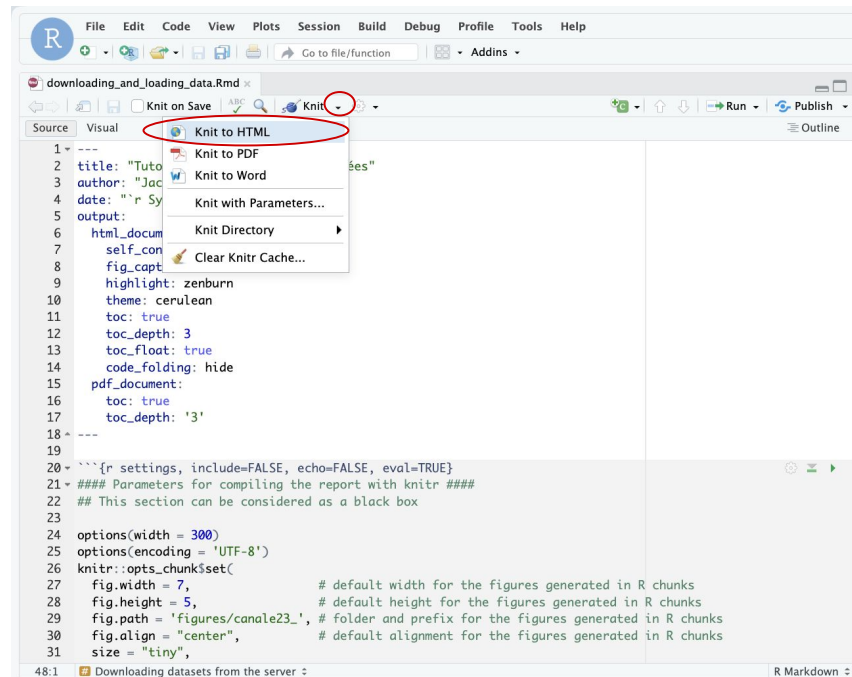 R
File Edit Code View Plots Session Build Debug Profile Tools Help
Go to file/function Addins
downloading_and_loading_data.Rmd ×
Knit on Save ABC Knit Run Publish
Source Visual Outline
Knit to HTML
Knit to PDF
Knit to Word
Knit with Parameters...
Knit Directory
Clear Knitr Cache...
1 ---
2 title: "Tuto ées"
3 author: "Jac
4 date: "`r Sy
5 output:
6 html_docum
7 self_con
8 fig_capt
9 highlight: zenburn
10 theme: cerulean
11 toc: true
12 toc_depth: 3
13 toc_float: true
14 code_folding: hide
15 pdf_document:
16 toc: true
17 toc_depth: '3'
18 ---
19
20 ```{r settings, include=FALSE, echo=FALSE, eval=TRUE}
21 #### Parameters for compiling the report with knitr ####
22 ## This section can be considered as a black box
23
24 options(width = 300)
25 options(encoding = 'UTF-8')
26 knitr::opts_chunk$set(
27 fig.width = 7, # default width for the figures generated in R chunks
28 fig.height = 5, # default height for the figures generated in R chunks
29 fig.path = 'figures/canale23_', # folder and prefix for the figures generated in R chunks
30 fig.align = "center", # default alignment for the figures generated in R chunks
31 size = "tiny",
48:1 # Downloading datasets from the server R Markdown